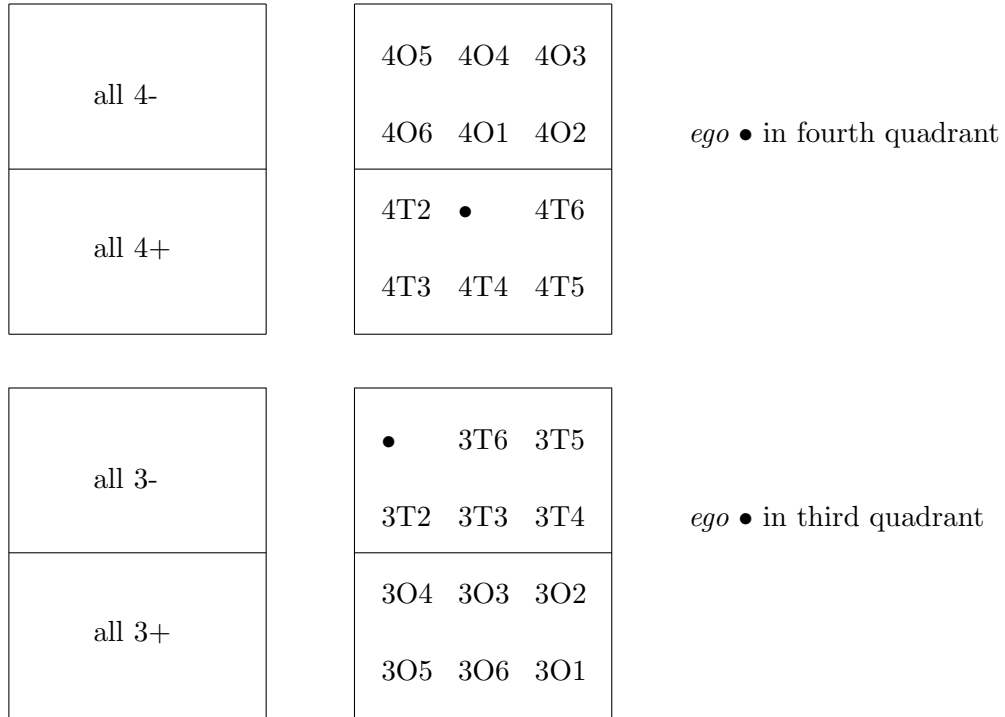 4O5 4O4 4O3
all 4-
4O6 4O1 4O2
ego • in fourth quadrant
4T2 • 4T6
all 4+
4T3 4T4 4T5
• 3T6 3T5
all 3-
3T2 3T3 3T4
ego • in third quadrant
3O4 3O3 3O2
all 3+
3O5 3O6 3O1